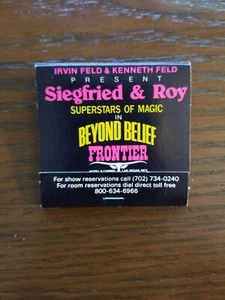 IRVIN FELD & KENNETH FELD
PRESENT
Siegfried & Roy
SUPERSTARS OF MAGIC
IN
BEYOND BELIEF
FRONTIER
For show reservations call (702) 734-0240
For room reservations dial direct toll free
800-634-6966